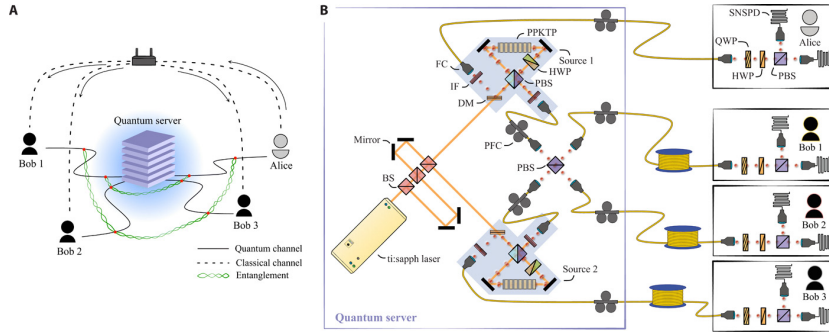 A
Quantum server
Bob 1
Alice
Bob 2
Bob 3
Quantum channel
Classical channel
Entanglement
B
PPKTP
Source 1
FC
HWP
IF
PBS
DM
Mirror
PFC
BS
PBS
ti:sapph laser
Source 2
Quantum server
SNSPD
Alice
QWP
HWP
PBS
Bob 1
Bob 2
Bob 3